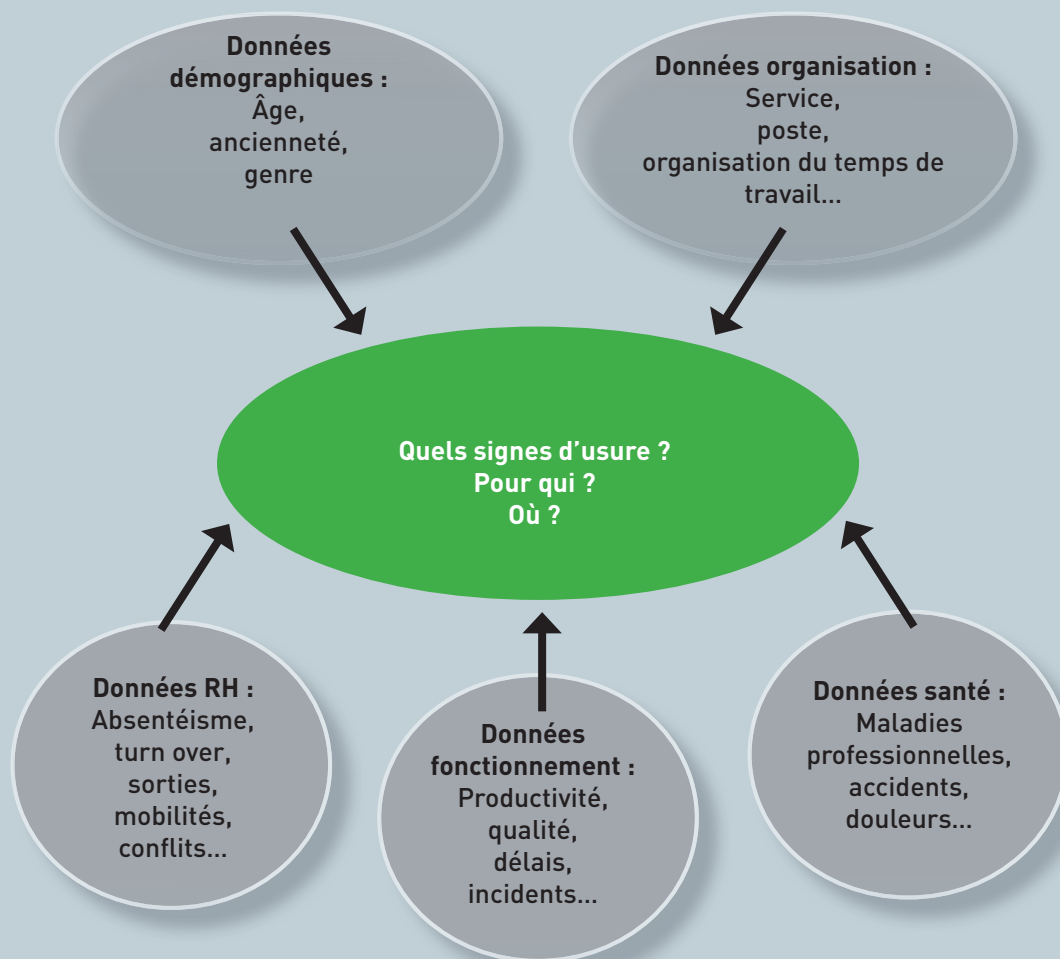 Données
démographiques :
Âge,
ancienneté,
genre
Données organisation :
Service,
poste,
organisation du temps de
travail...
Quels signes d’usure ?
Pour qui ?
Où ?
Données RH :
Absentéisme,
turn over,
sorties,
mobilités,
conflits...
Données
fonctionnement :
Productivité,
qualité,
délais,
incidents...
Données santé :
Maladies
professionnelles,
accidents,
douleurs...